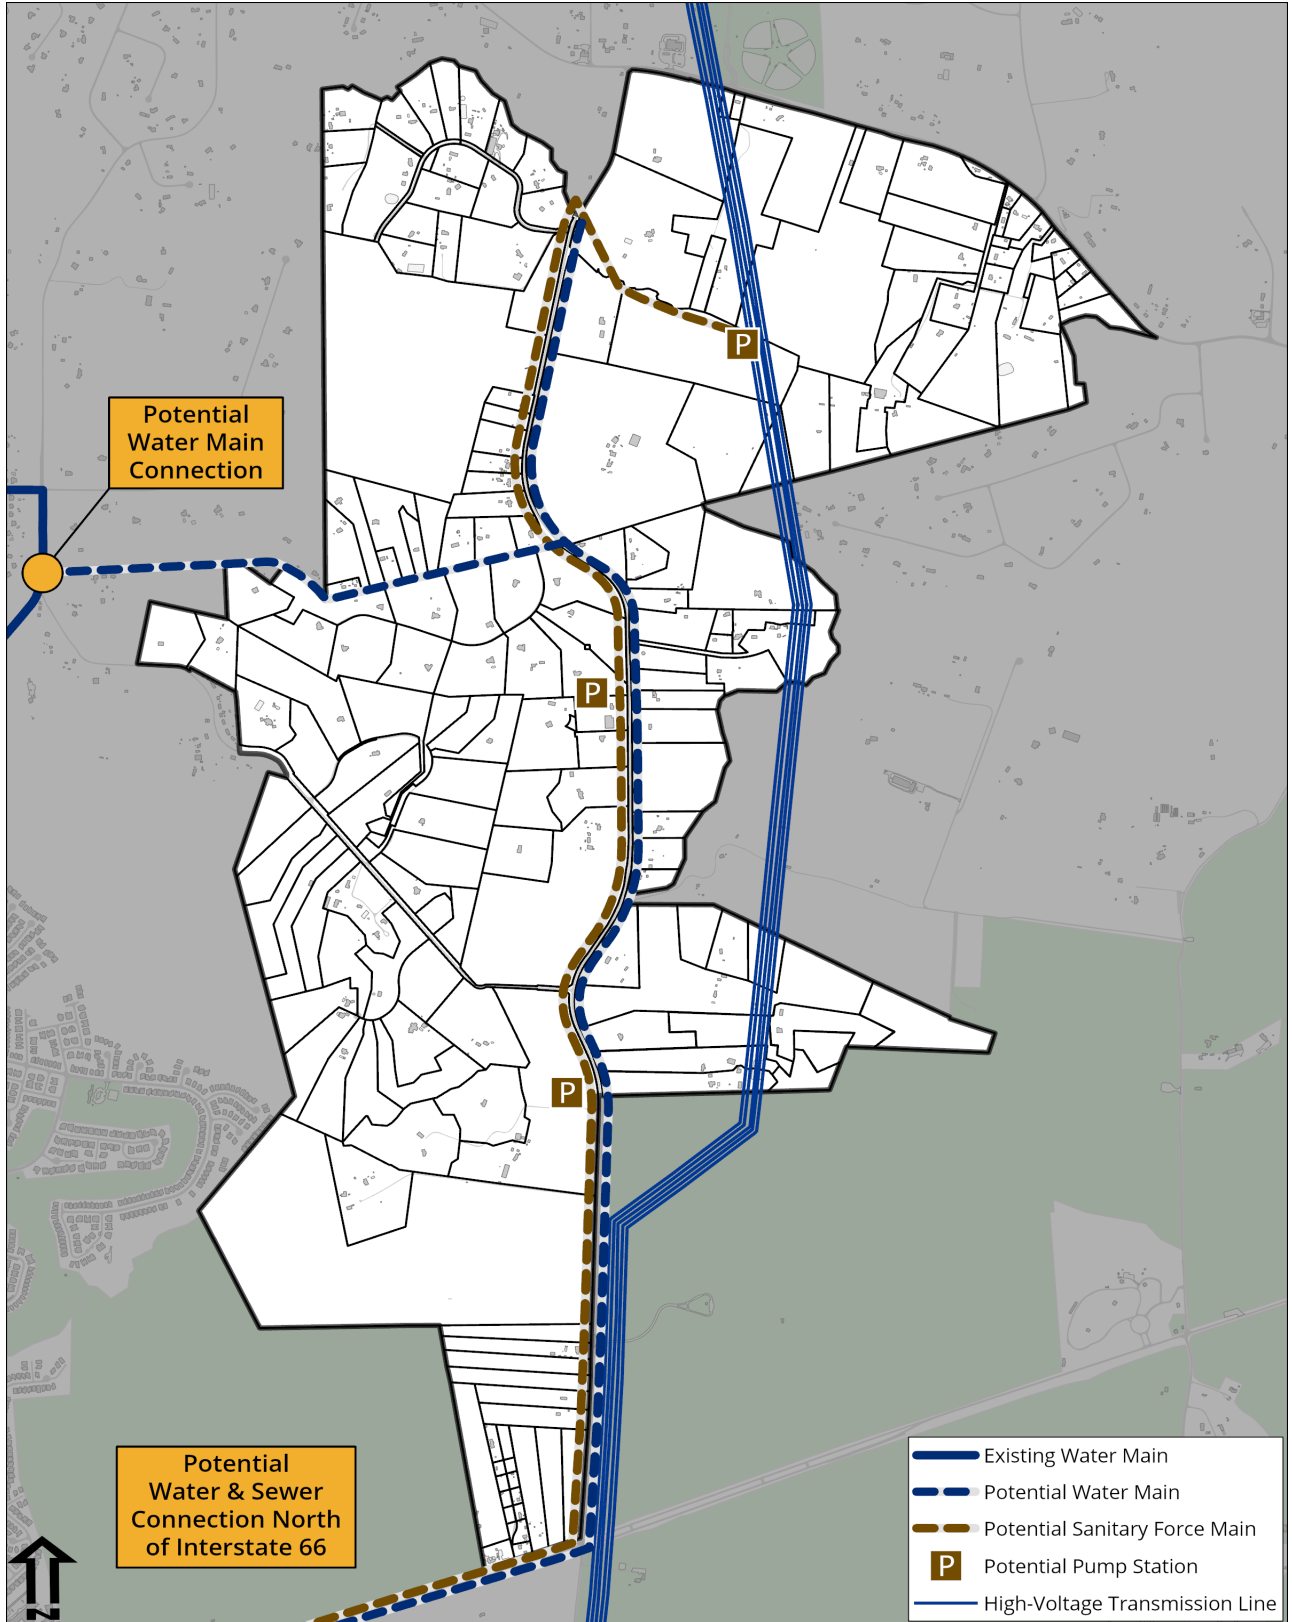 P
Potential
Water Main
Connection
P
P
Potential
Water & Sewer
Connection North
of Interstate 66
N
Existing Water Main
Potential Water Main
Potential Sanitary Force Main
P Potential Pump Station
High-Voltage Transmission Line